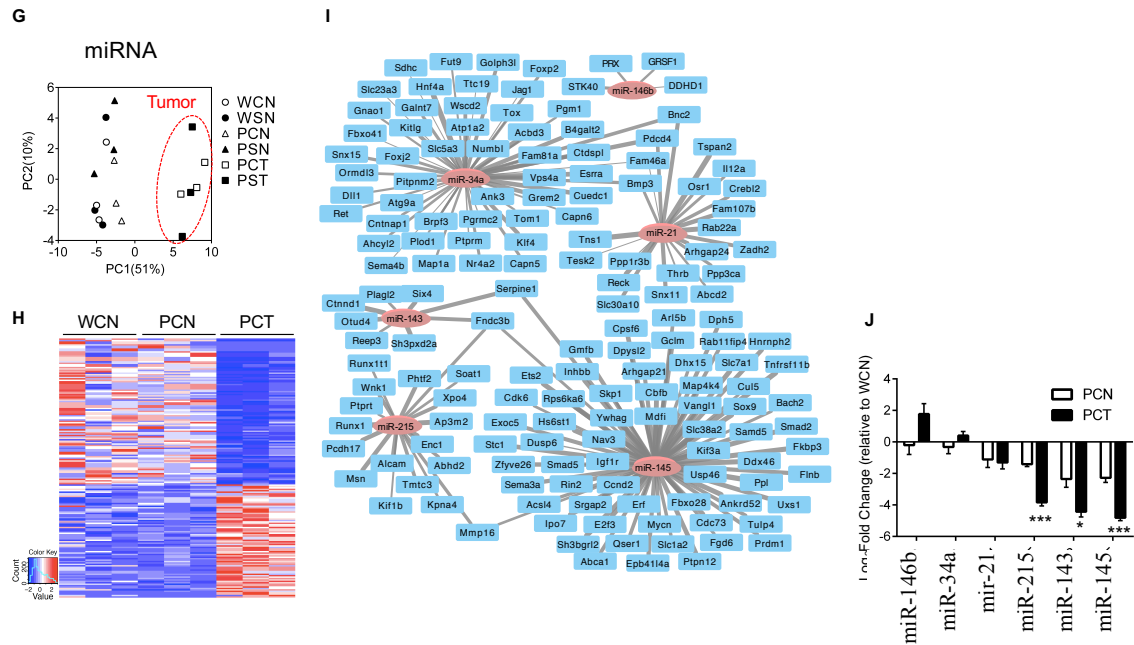 G
miRNA
6
4
2
0
-2
-4
-5
0
5
10
PC2(10%)
PC1(51%)
Tumor
WCN
WSN
PCN
PSN
PCT
PST
H
WCN PCN PCT
Color Key
Count
0 200
-2 0 2
Value
I
Sdhc Fut9 Golph3l Foxp2
Slc23a3 Hnf4a Ttc19 Jag1
Gnao1 Galnt7 Wscd2 Tox Pgm1
Fbxo41 Kitlg Atp1a2 Acbd3 B4galt2
Snx15 Foxj2 Slc5a3 Numbl Fam81a Ctdspl
Ormdl3 Pitpnm2 miR-34a Vps4a Esrra
Dll1 Atg9a Ank3 Grem2 Cuedc1
Ret Cntnap1 Brpf3 Pgrmc2 Tom1 Capn6
Ahcyl2 Plod1 Ptprm Klf4
Sema4b Map1a Nr4a2 Capn5
PRX GRSF1
STK40 miR-146b DDHD1
Bnc2
Pdcd4 Tspan2
Fam46a Il12a
Bmp3 Osr1 Crebl2
Fam107b
Tns1 miR-21 Rab22a
Tesk2 Ppp1r3b Arhgap24 Zadh2
Reck Thrb Ppp3ca
Slc30a10 Snx11 Abcd2
Plagl2 Six4 Serpine1
Ctnnd1
Otud4 miR-143 Fndc3b
Reep3 Sh3pxd2a
Runx1t1
Wnk1 Phtf2 Soat1
Ptprt Xpo4
Runx1 miR-215 Ap3m2
Pcdh17 Enc1
Msn Alcam Abhd2
Tmtc3
Kif1b Kpna4
Mmp16
Cpsf6 Arl5b Dph5
Gmfb Dpysl2 Gclm Rab11fip4 Hnrnph2
Ets2 Inhbb Arhgap21 Dhx15 Slc7a1 Tnfrsf11b
Cdk6 Rps6ka6 Skp1 Cbfb Map4k4 Cul5
Exoc5 Hs6st1 Ywhag Mdfi Vangl1 Sox9 Bach2
Stc1 Dusp6 Nav3 Slc38a2 Samd5 Smad2
Zfyve26 Smad5 Igf1r Kif3a Fkbp3
Sema3a Rin2 Ccnd2 miR-145 Usp46 Ddx46 Flnb
Acsl4 Srgap2 Erf Fbxo28 Ankrd52 Ppl Uxs1
Ipo7 E2f3 Mycn Cdc73 Tulp4
Sh3bgrl2 Qser1 Slc1a2 Fgd6 Prdm1
Abca1 Epb41l4a Ptpn12
J
PCN
PCT
4
2
0
-2
-4
-6
Log-Fold Change (relative to WCN)
***
*
***
miR-146b
miR-34a
mir-21
miR-215
miR-143
miR-145